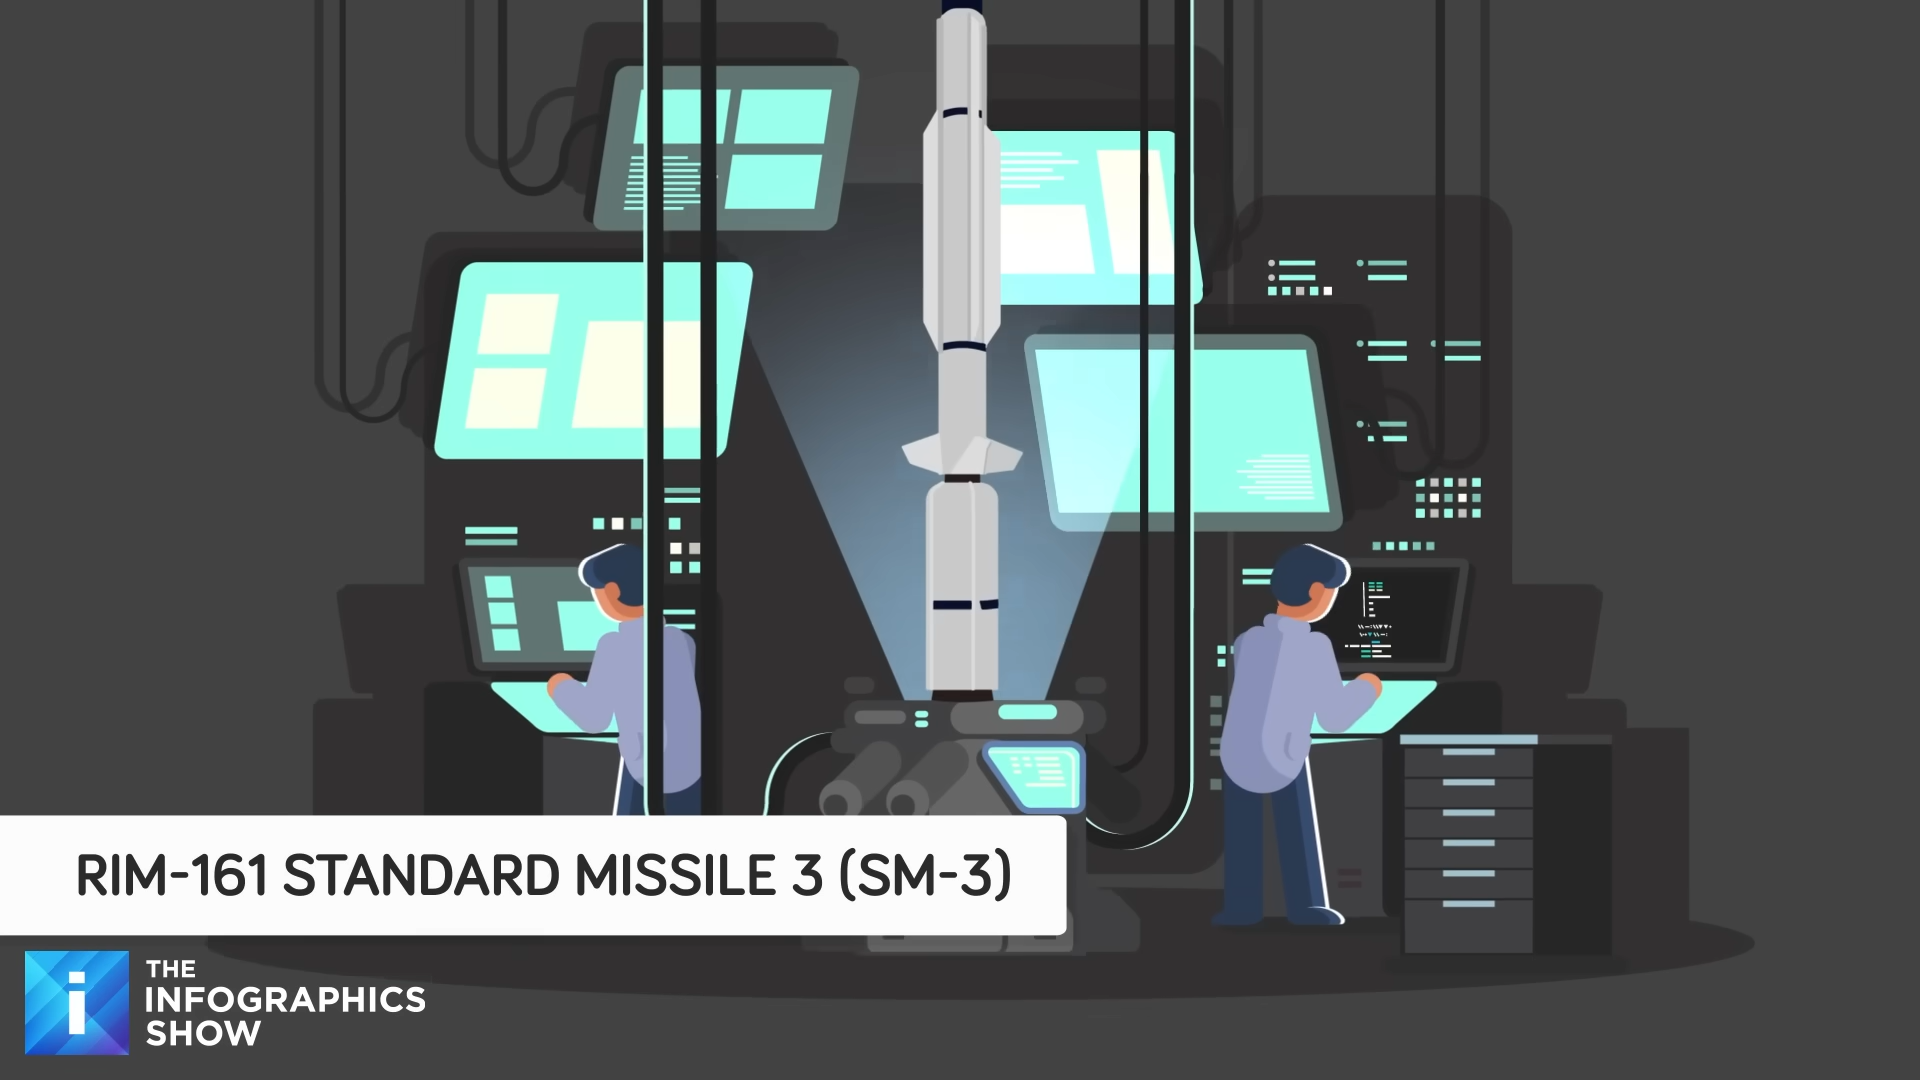 RIM-161 STANDARD MISSILE 3 (SM-3)
i
THE
INFOGRAPHICS
SHOW